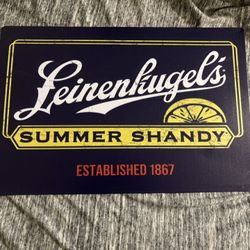 Leinenkugel's
SUMMER SHANDY
ESTABLISHED 1867